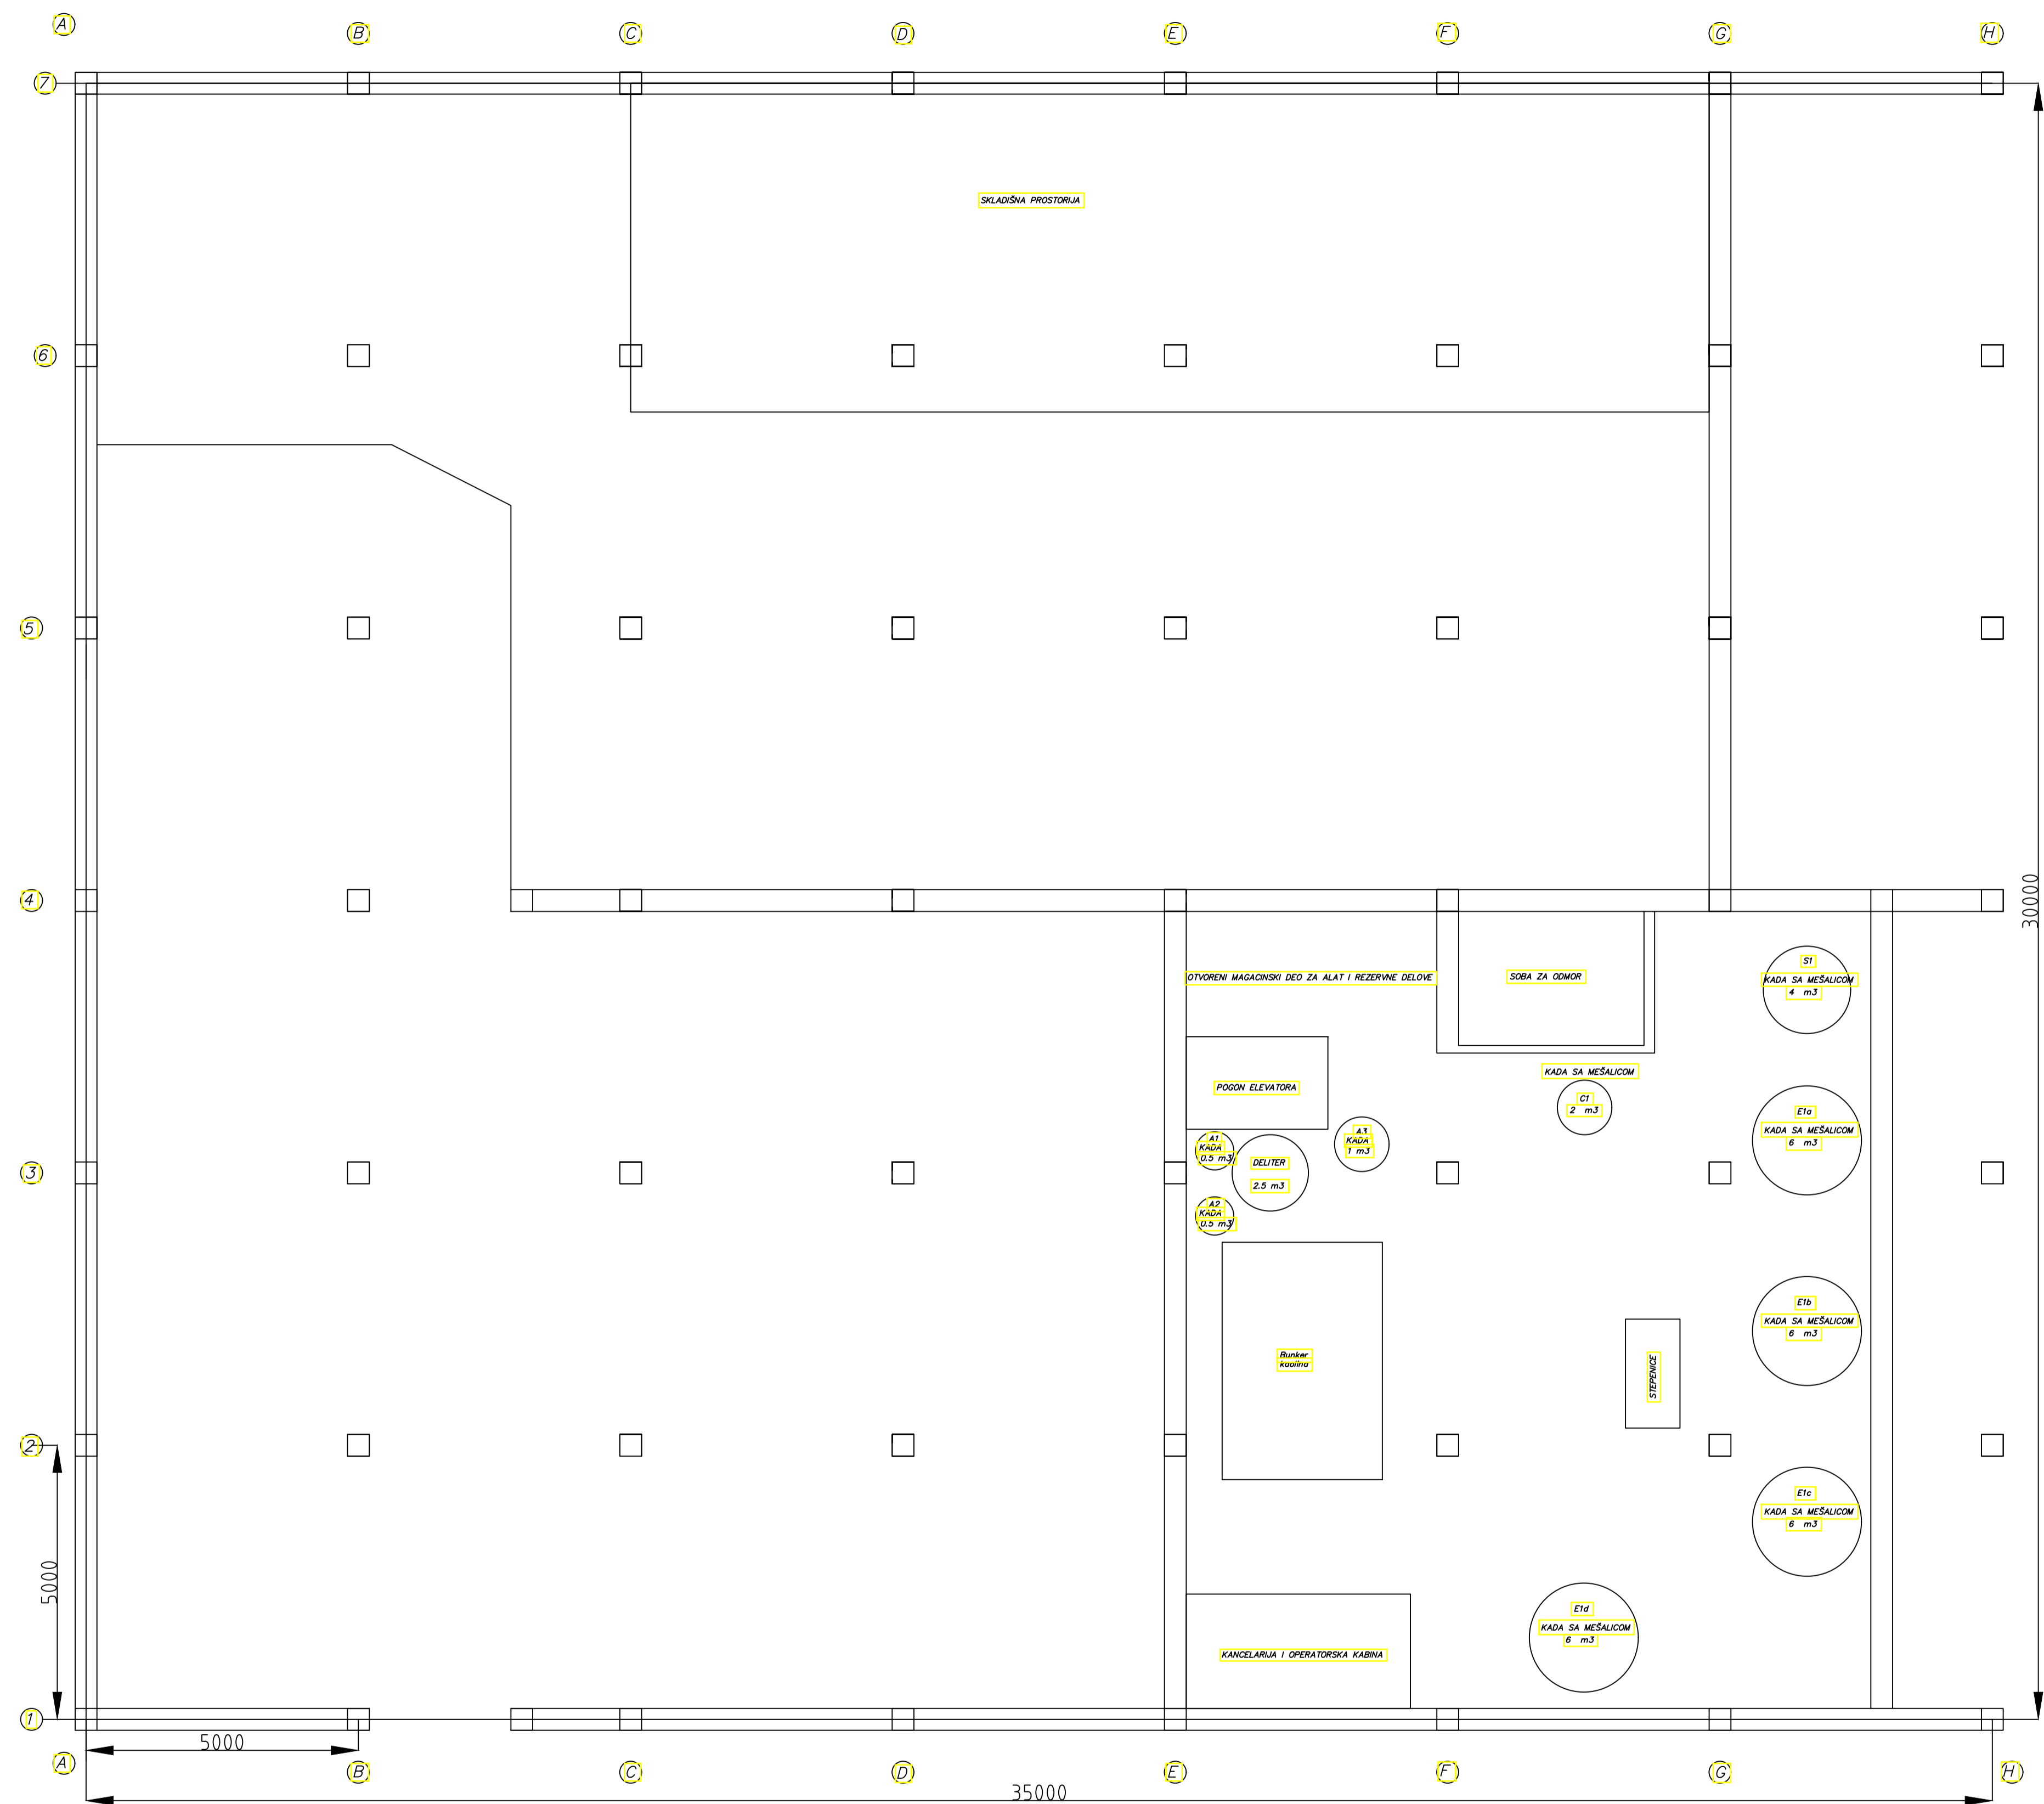 A
B
C
D
E
F
G
H
7
SKLADIŠNA PROSTORIJA
6
5
4
30000
OTVORENI MAGACINSKI DEO ZA ALAT I REZERVNE DELOVE
SOBA ZA ODMOR
S1
KADA SA MEŠALICOM
4 m3
KADA SA MEŠALICOM
C1
2 m3
POGON ELEVATORA
E1a
KADA SA MEŠALICOM
6 m3
A1
KADA
0.5 m3
A3
KADA
1 m3
DELITER
2.5 m3
3
A2
KADA
0.5 m3
E1b
KADA SA MEŠALICOM
6 m3
Bunker
kaolina
STEPENICE
2
E1c
KADA SA MEŠALICOM
6 m3
5000
E1d
KADA SA MEŠALICOM
6 m3
KANCELARIJA I OPERATORSKA KABINA
1
5000
A
B
C
D
E
F
G
H
35000